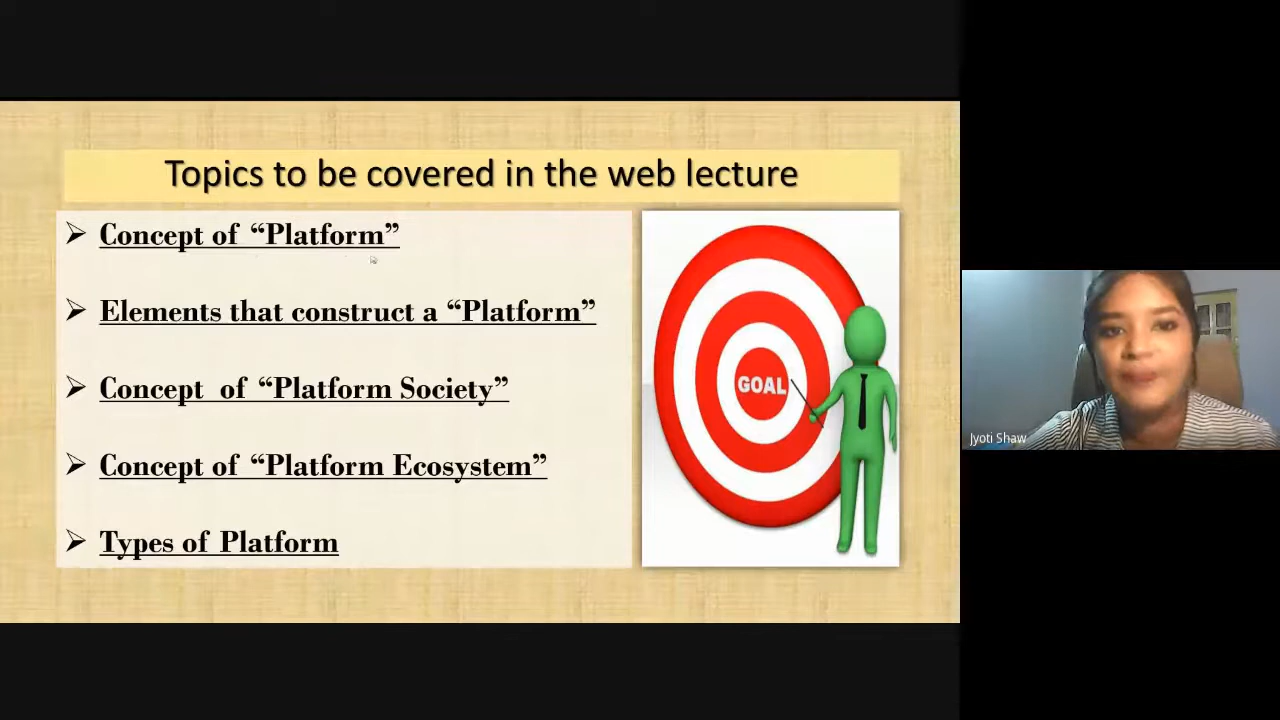 Topics to be covered in the web lecture
➢ Concept of “Platform”
➢ Elements that construct a “Platform”
➢ Concept of “Platform Society”
➢ Concept of “Platform Ecosystem”
➢ Types of Platform
GOAL
Jyoti Shaw